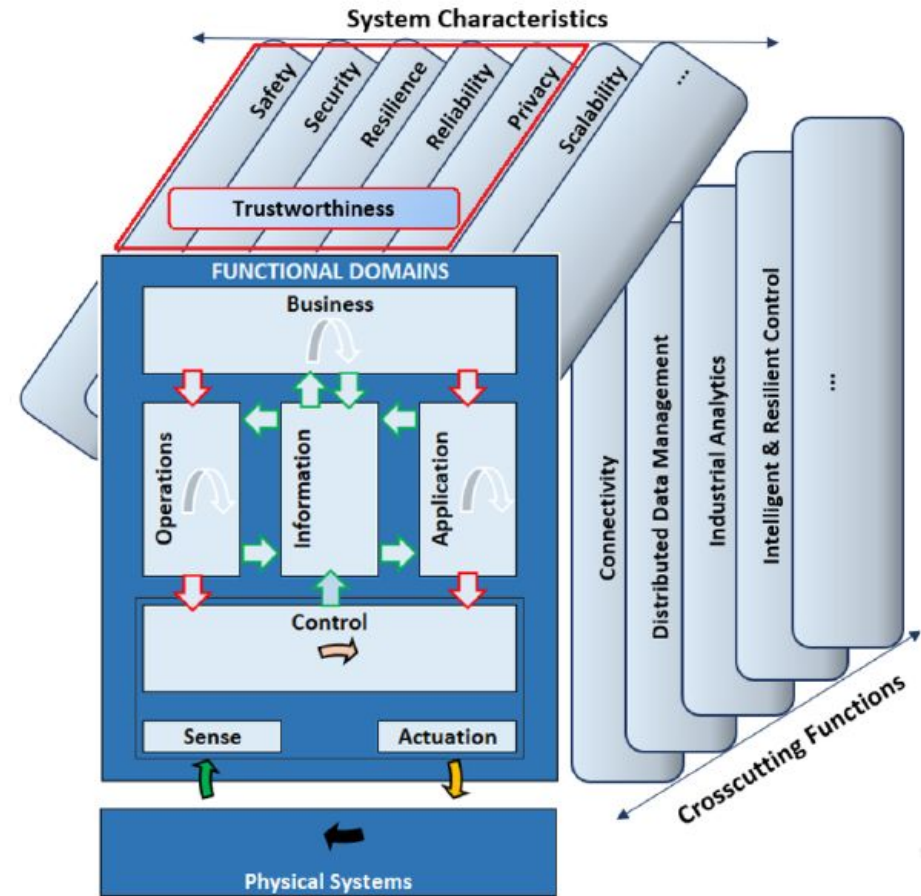 System Characteristics
Safety
Security
Resilience
Reliability
Privacy
Scalability
...
Trustworthiness
FUNCTIONAL DOMAINS
Business
Operations
Information
Application
Control
Sense
Actuation
Physical Systems
Connectivity
Distributed Data Management
Industrial Analytics
Intelligent & Resilient Control
...
Crosscutting Functions